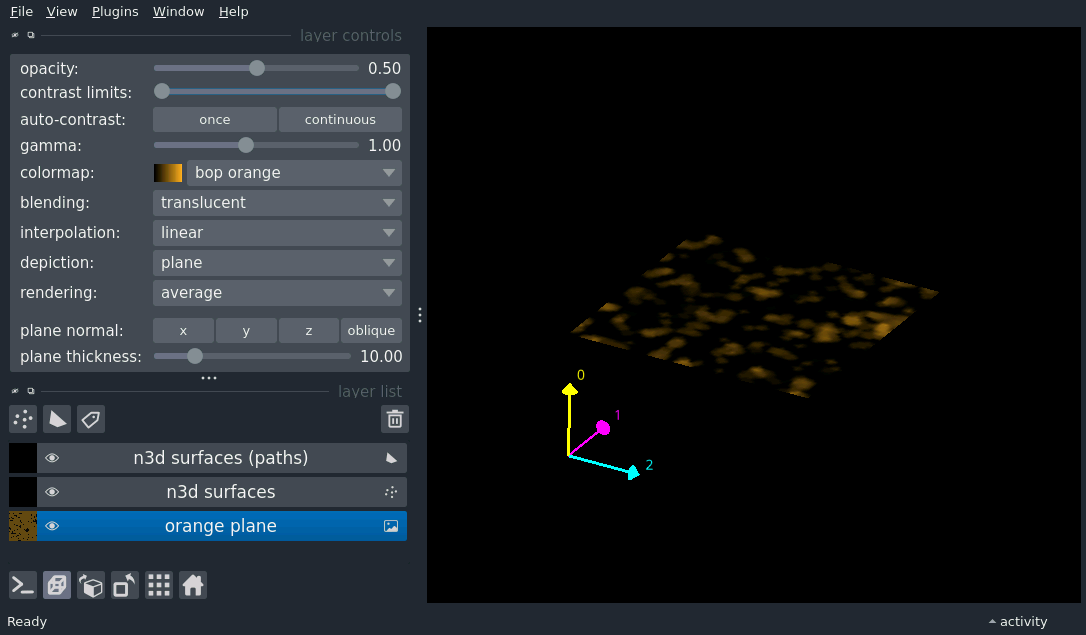 File View Plugins Window Help
layer controls
opacity: 0.50
contrast limits:
auto-contrast: once continuous
gamma: 1.00
colormap: bop orange
blending: translucent
interpolation: linear
depiction: plane
rendering: average
plane normal: x y z oblique
plane thickness: 10.00
layer list
n3d surfaces (paths)
n3d surfaces
orange plane
0
1
2
Ready activity